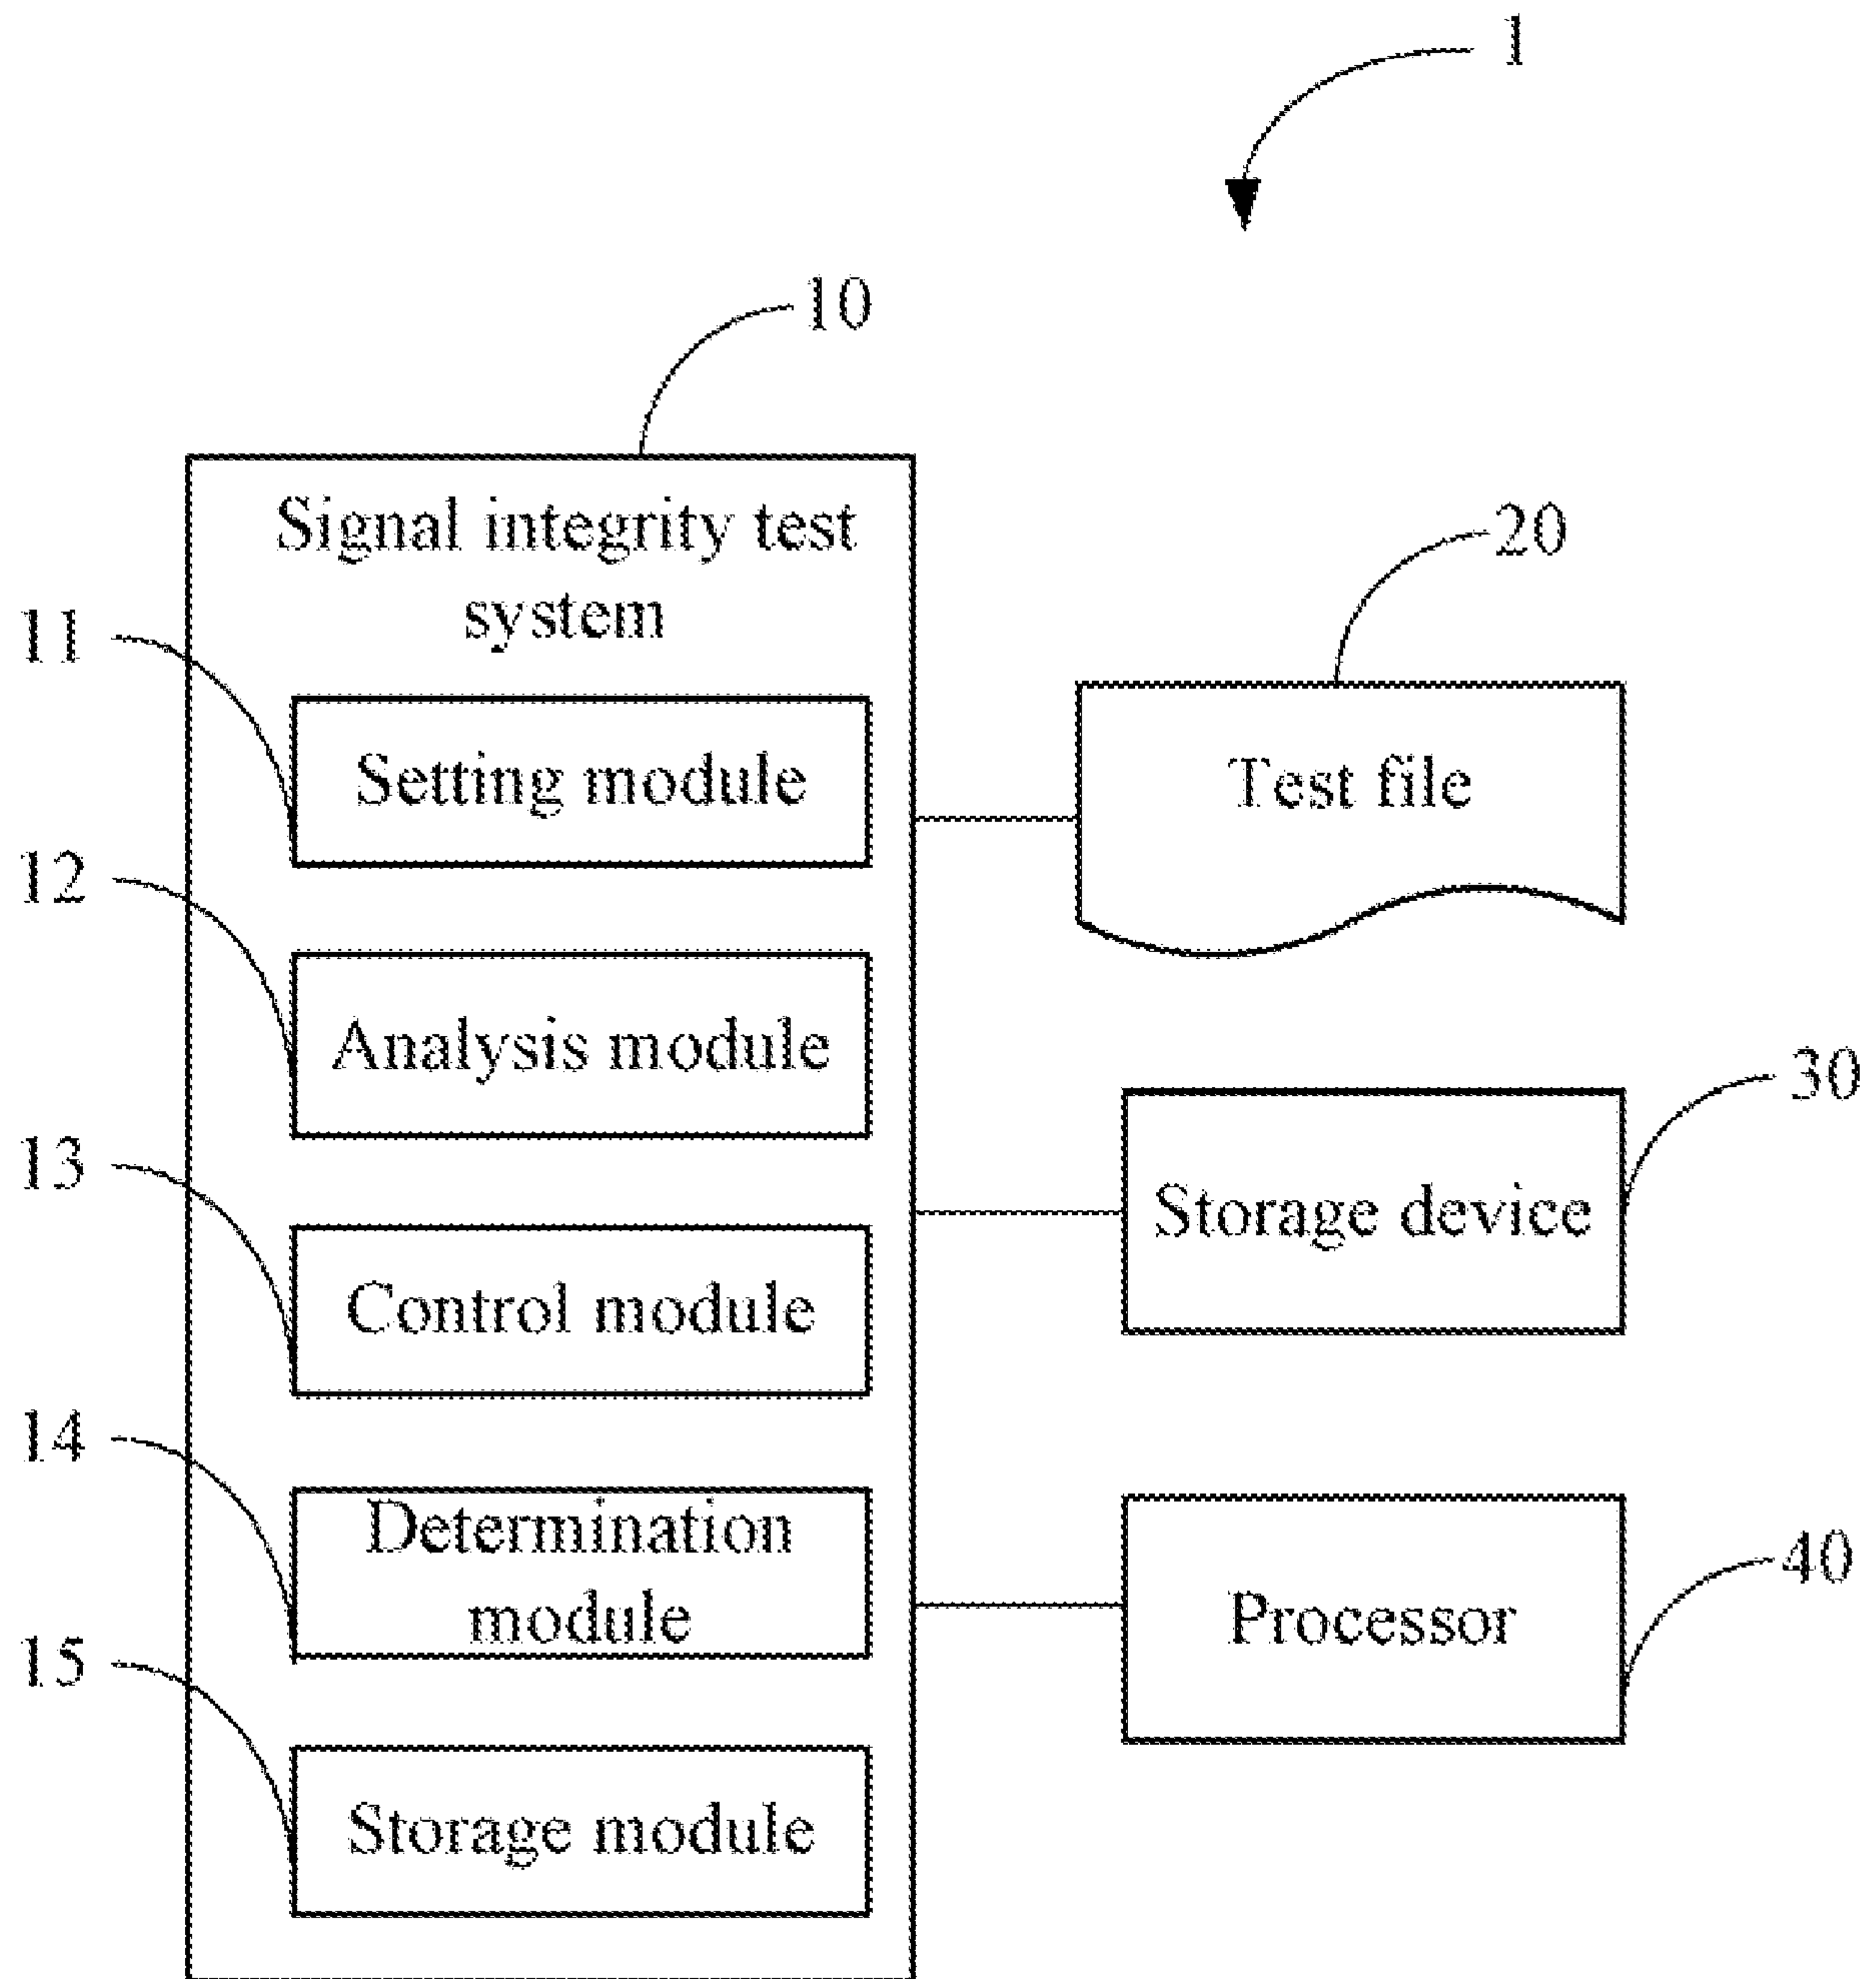 1
10
Signal integrity test
system
20
11
Setting module
Test file
12
Analysis module
30
Storage device
13
Control module
14
Determination
module
40
Processor
15
Storage module